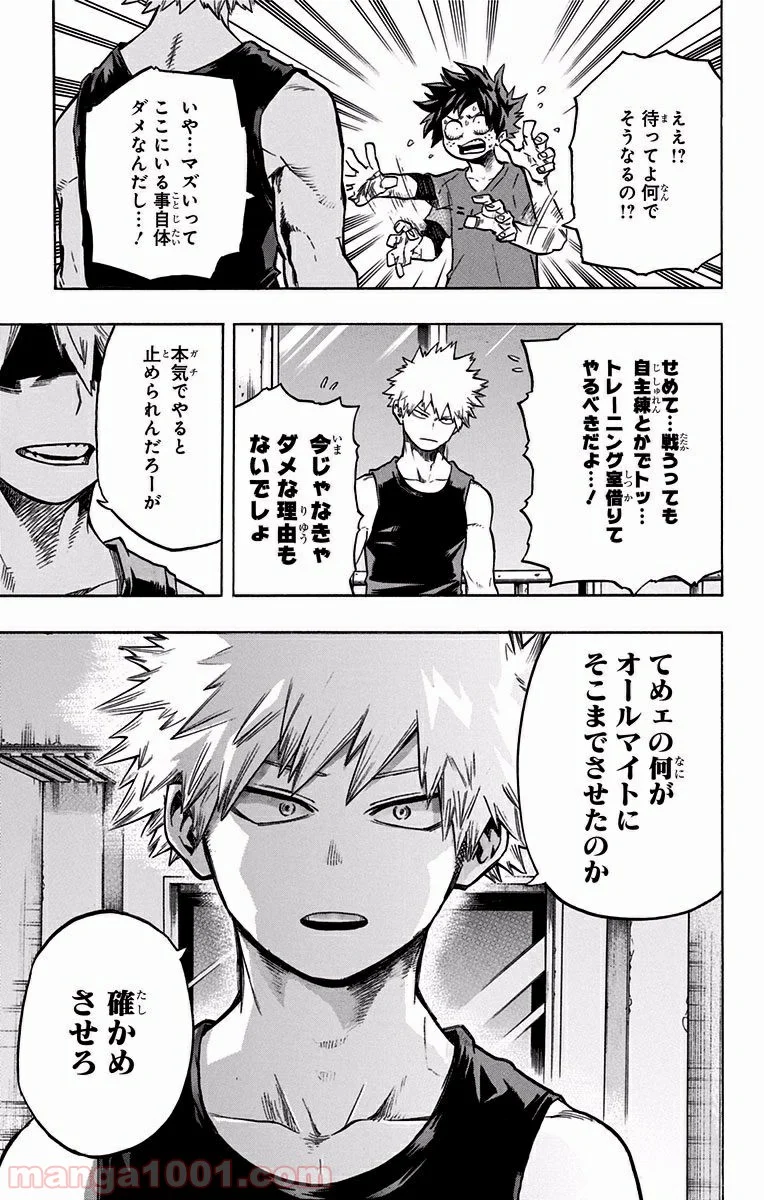 ええ!?
待ってよ何で
そうなるの!?
いや…マズいって
ここにいる事自体
ダメなんだし…!
せめて…戦うっても
自主練とかでトッ…
トレーニング室借りて
やるべきだよ…!
今じゃなきゃ
ダメな理由も
ないでしょ
本気でやると
止められんだろーが
てめェの何が
オールマイトに
そこまでさせたのか
確かめ
させろ
manga1001.com